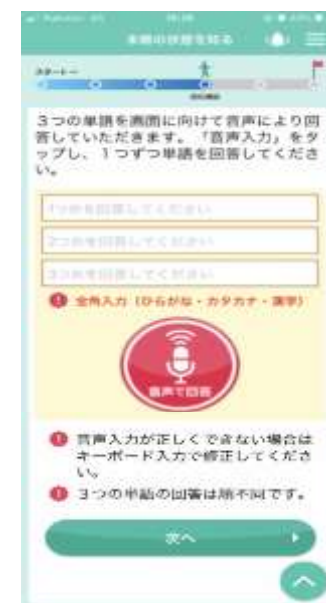 スタート
3つの単語を画面に向けて音声により回
答していただきます。「音声入力」をタ
ップし、1つずつ単語を回答してくださ
い。
1つめを回答してください
2つめを回答してください
3つめを回答してください
全角入力（ひらがな・カタカナ・漢字）
音声で回答
音声入力が正しくできない場合は
キーボード入力で修正してくださ
い。
3つの単語の回答は順不同です。
次へ